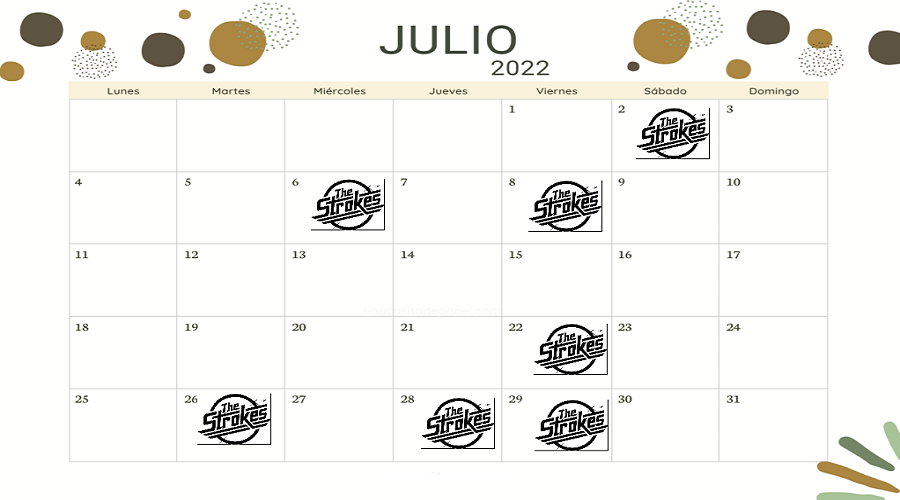 JULIO
2022
Lunes Martes Miércoles Jueves Viernes Sábado Domingo
1 2 The Strokes 3
4 5 6 The Strokes 7 8 The Strokes 9 10
11 12 13 14 15 16 17
18 19 20 21 22 The Strokes 23 24
25 26 The Strokes 27 28 The Strokes 29 The Strokes 30 31